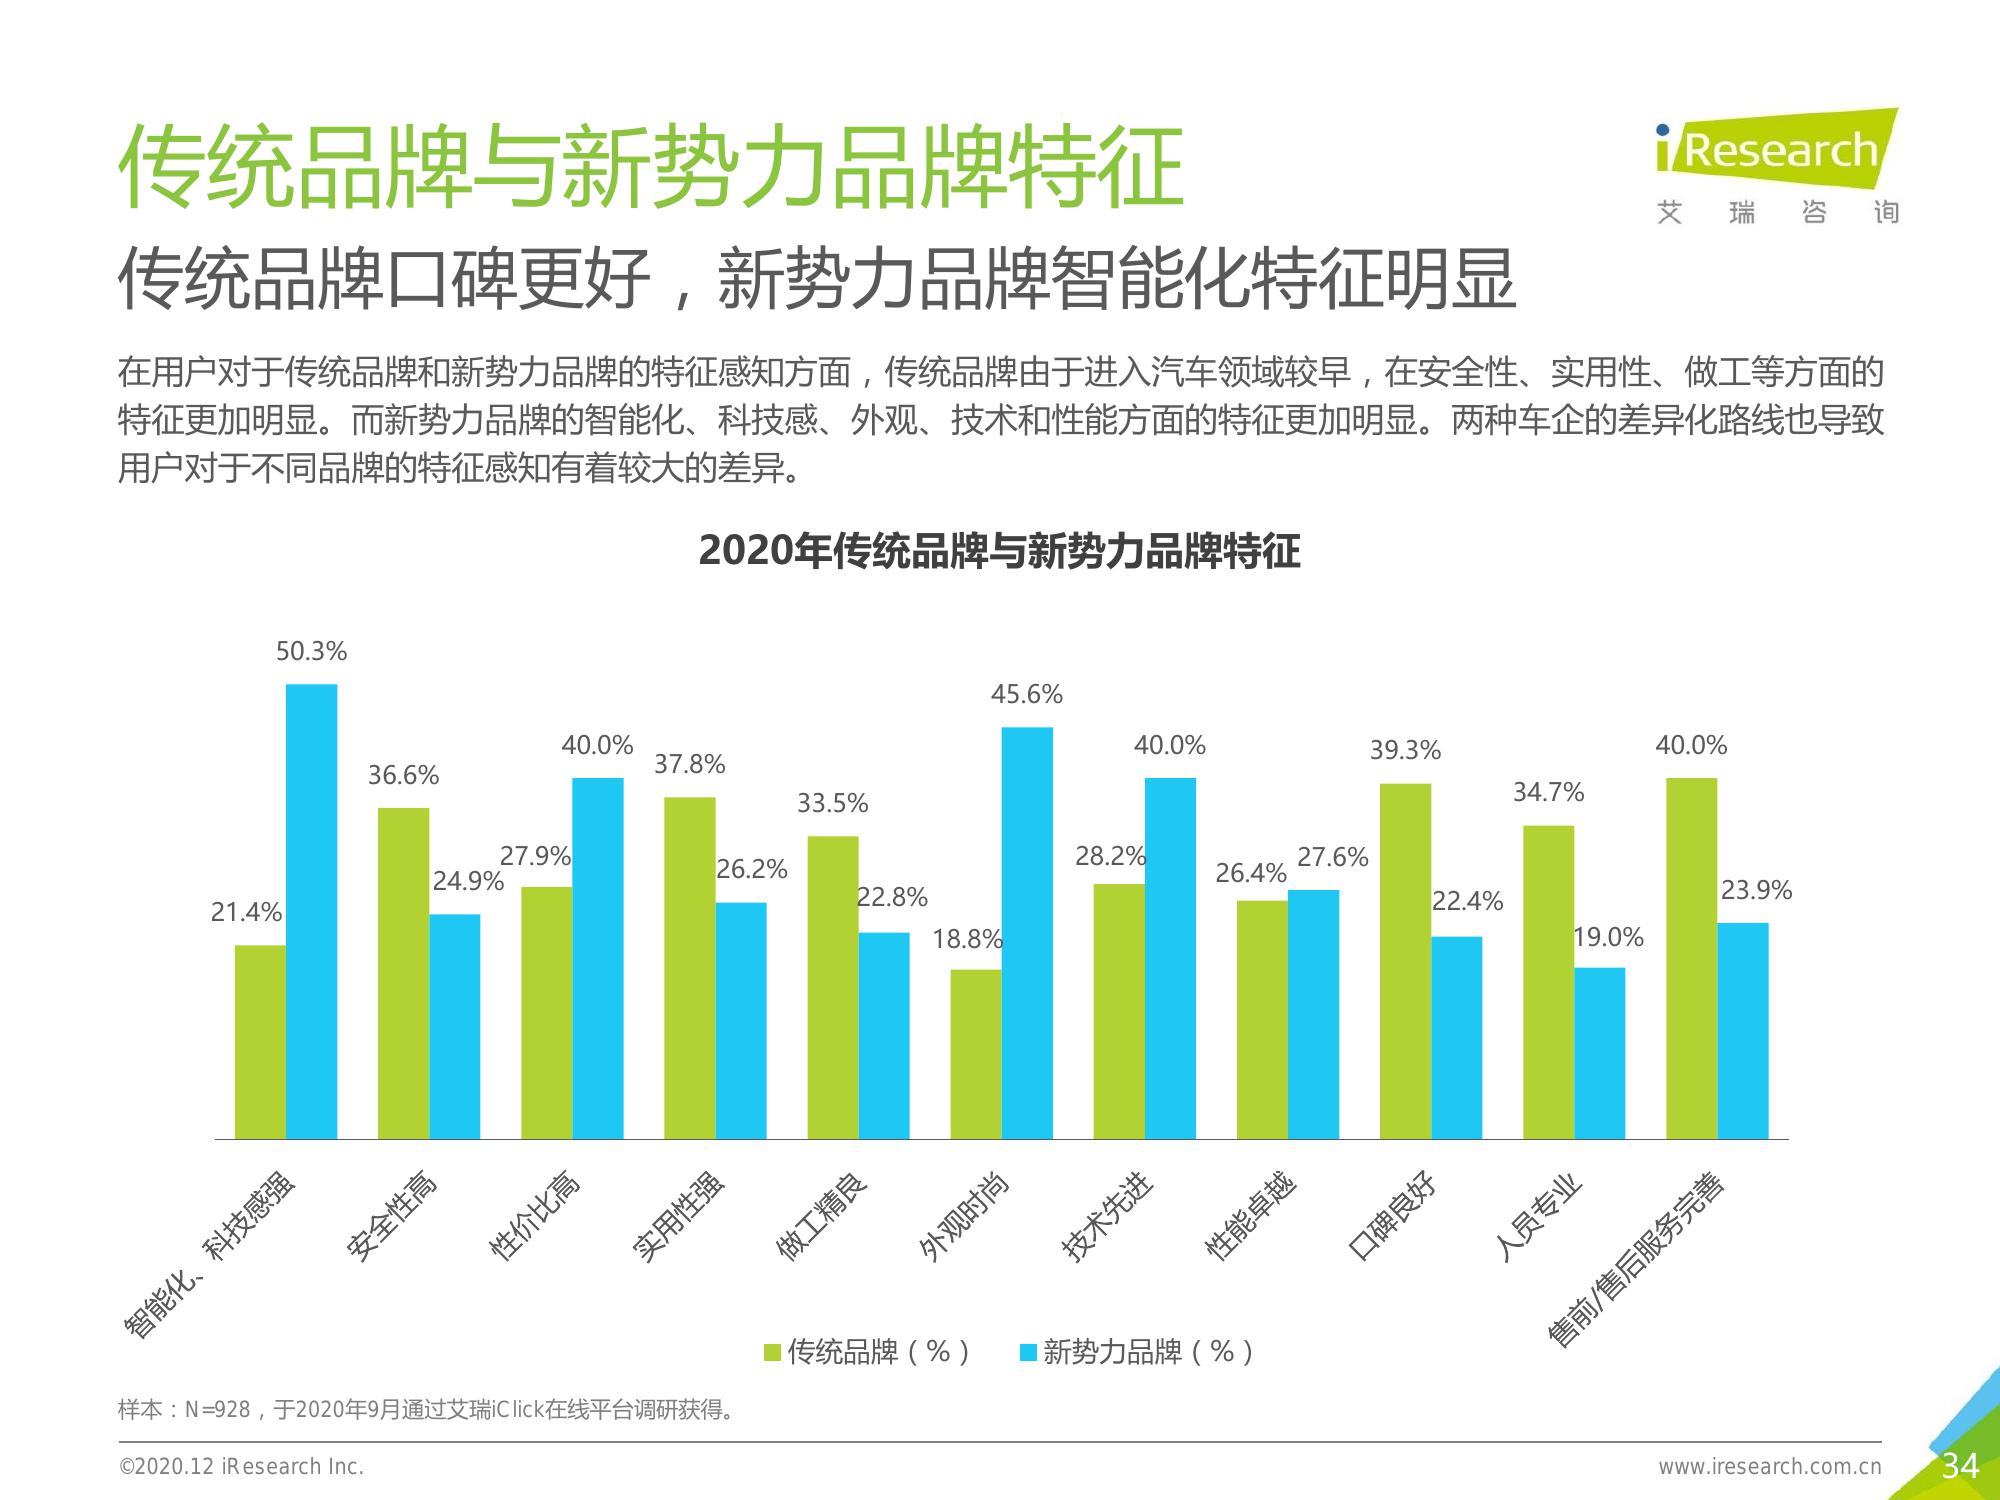 传统品牌与新势力品牌特征
iResearch
艾瑞咨询
传统品牌口碑更好，新势力品牌智能化特征明显
在用户对于传统品牌和新势力品牌的特征感知方面，传统品牌由于进入汽车领域较早，在安全性、实用性、做工等方面的
特征更加明显。而新势力品牌的智能化、科技感、外观、技术和性能方面的特征更加明显。两种车企的差异化路线也导致
用户对于不同品牌的特征感知有着较大的差异。
2020年传统品牌与新势力品牌特征
21.4% 50.3% 36.6% 24.9% 27.9% 40.0% 37.8% 26.2% 33.5% 22.8% 18.8% 45.6% 28.2% 40.0% 26.4% 27.6% 39.3% 22.4% 34.7% 19.0% 40.0% 23.9%
智能化、科技感强 安全性高 性价比高 实用性强 做工精良 外观时尚 技术先进 性能卓越 口碑良好 人员专业 售前/售后服务完善
传统品牌（%） 新势力品牌（%）
样本：N=928，于2020年9月通过艾瑞iClick在线平台调研获得。
©2020.12 iResearch Inc. www.iresearch.com.cn 34